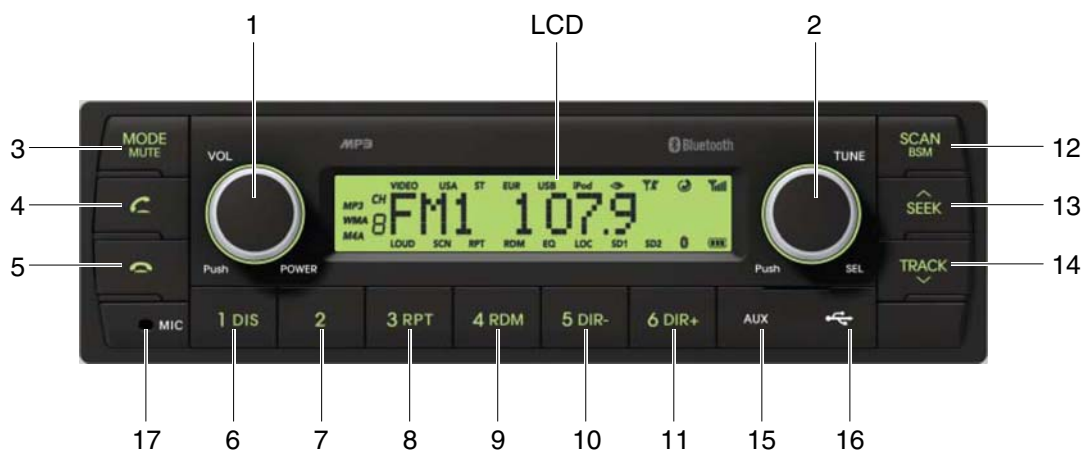 1 LCD 2
3 MODE MUTE VOL MP3 Bluetooth TUNE SCAN BSM 12
VIDEO USA ST EUR USB iPod
4 MP3 CH FM1 107.9 SEEK 13
WMA 8
M4A
LOUD SCN RPT RDM EQ LOC SD1 SD2
5 Push POWER Push SEL TRACK 14
MIC 1 DIS 2 3 RPT 4 RDM 5 DIR- 6 DIR+ AUX
17 6 7 8 9 10 11 15 16